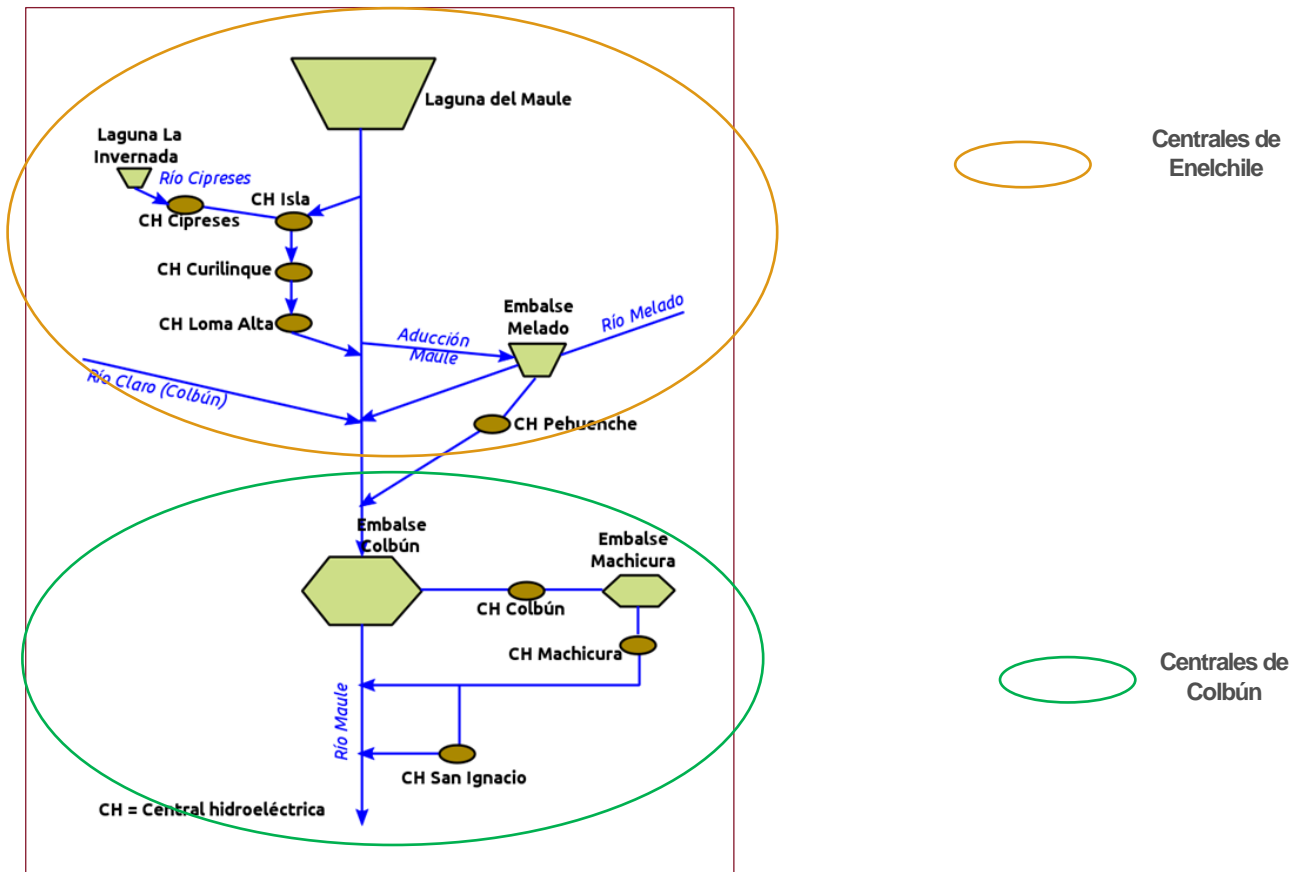 Laguna del Maule
Laguna La
Invernada
Río Cipreses
CH Isla
CH Cipreses
CH Curilinque
CH Loma Alta
Embalse
Melado
Río Melado
Aducción
Maule
Río Claro (Colbún)
CH Pehuenche
Embalse
Colbún
Embalse
Machicura
CH Colbún
CH Machicura
Río Maule
CH San Ignacio
CH = Central hidroeléctrica
Centrales de
Enelchile
Centrales de
Colbún